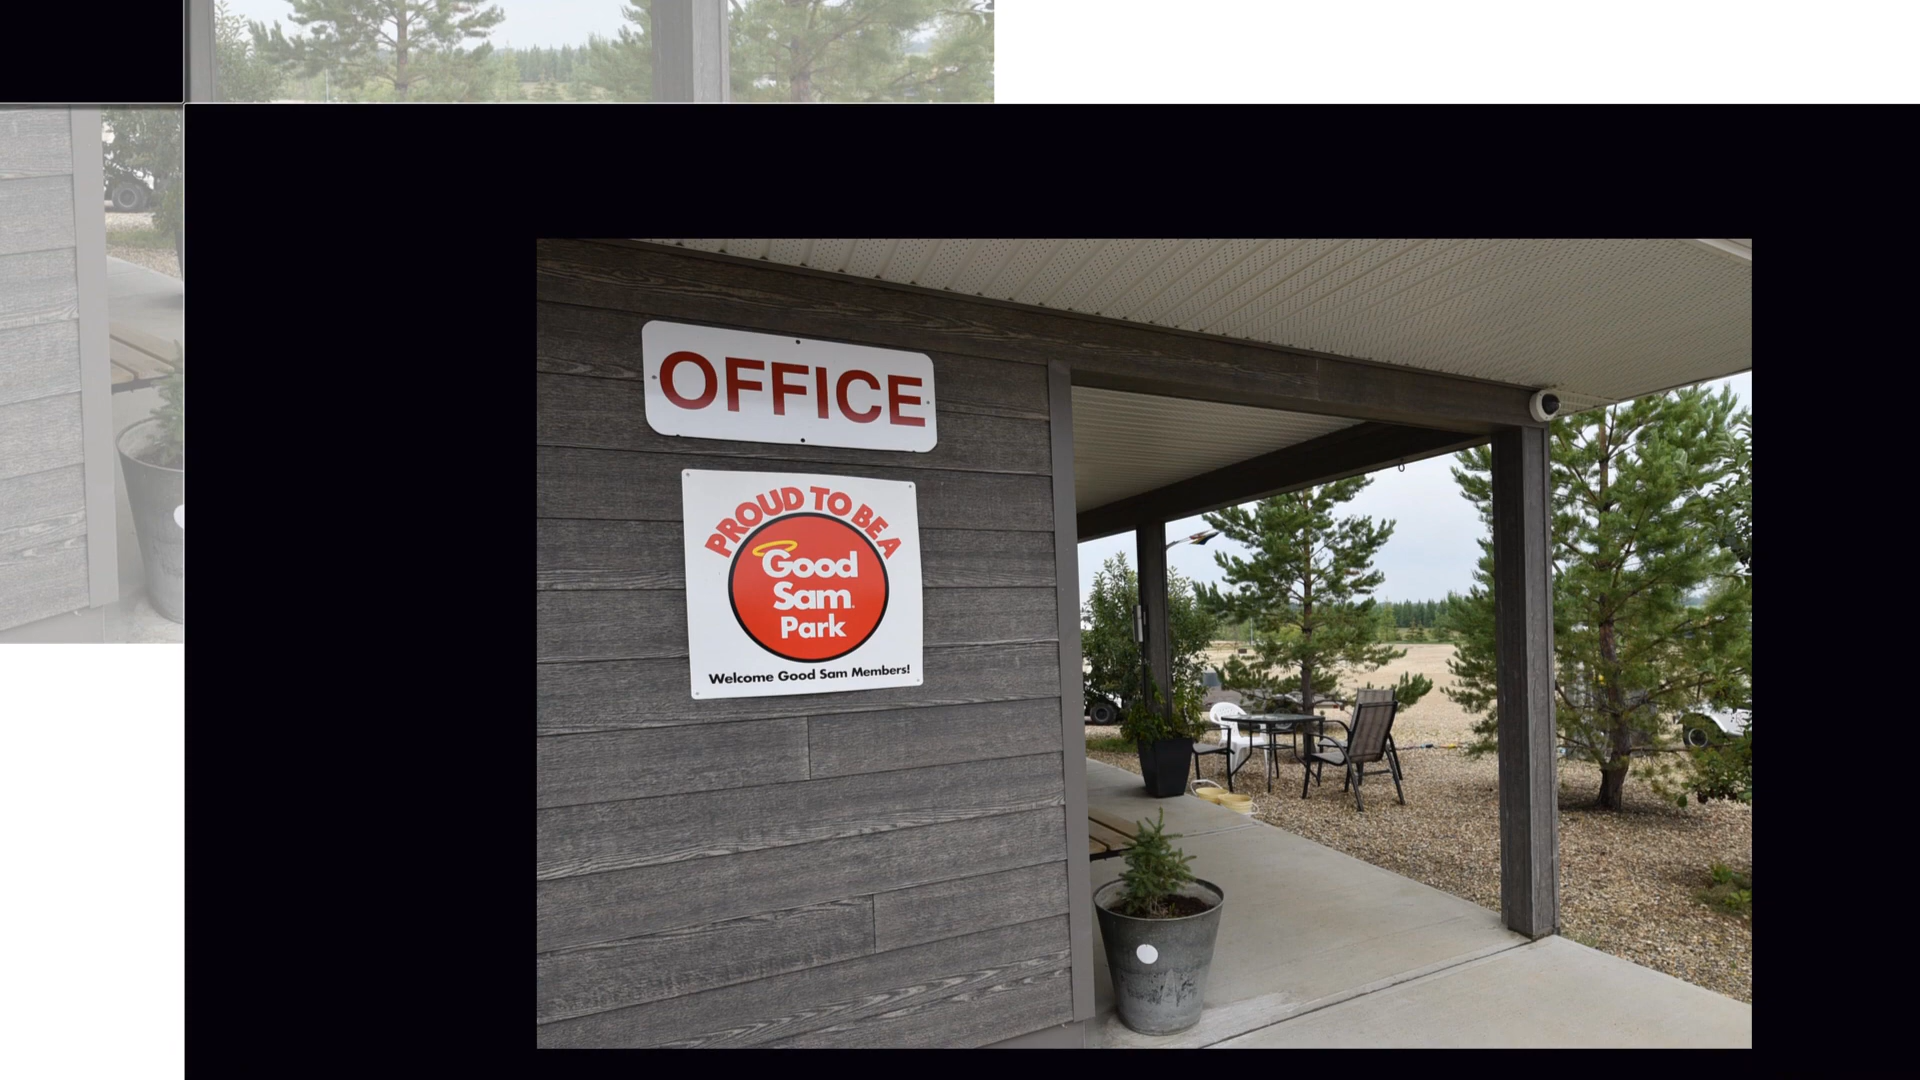 OFFICE
PROUD TO BE A
Good
Sam
Park
Welcome Good Sam Members!